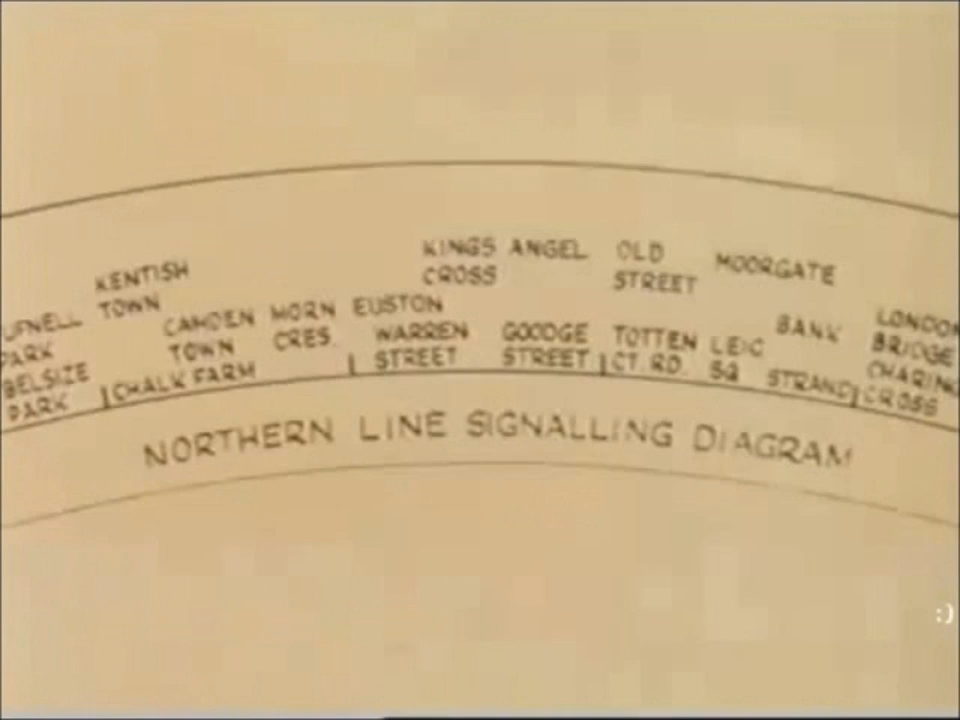 KENTISH
TOWN
UFNELL
PARK
BELSIZE
PARK
CAMDEN
TOWN
CHALK FARM
MORN
CRES
EUSTON
WARREN
STREET
KINGS
CROSS
ANGEL
GOODGE
STREET
OLD
STREET
TOTTEN
CT. RD.
MOORGATE
LEIC
SQ
BANK
STRAND
LONDON
BRIDGE
CHARING
CROSS
NORTHERN LINE SIGNALLING DIAGRAM
:)